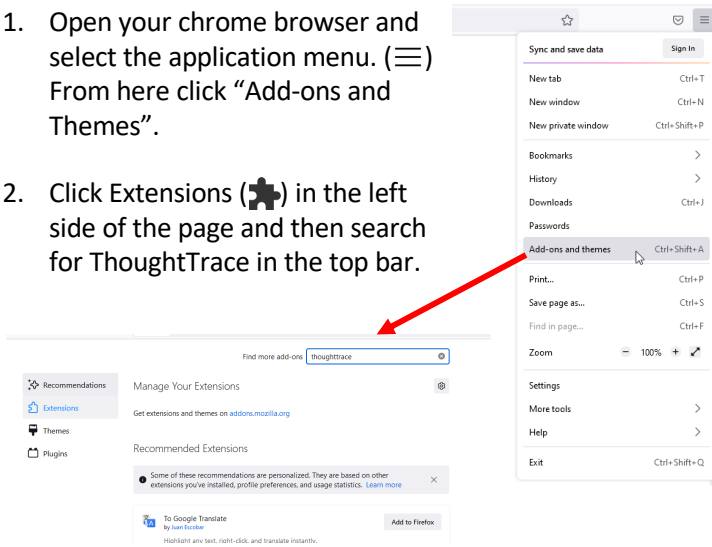 1. Open your chrome browser and
select the application menu. (☰)
From here click “Add-ons and
Themes”.
2. Click Extensions ( ) in the left
side of the page and then search
for ThoughtTrace in the top bar.
Sync and save data Sign In
New tab Ctrl+T
New window Ctrl+N
New private window Ctrl+Shift+P
Bookmarks
History
Downloads Ctrl+J
Passwords
Add-ons and themes Ctrl+Shift+A
Print... Ctrl+P
Save page as... Ctrl+S
Find in page... Ctrl+F
Zoom − 100% +
Settings
More tools
Help
Exit Ctrl+Shift+Q
Find more add-ons thoughttrace
Recommendations
Extensions
Themes
Plugins
Manage Your Extensions
Get extensions and themes on addons.mozilla.org
Recommended Extensions
Some of these recommendations are personalized. They are based on other
extensions you've installed, profile preferences, and usage statistics. Learn more
To Google Translate
by Juan Escobar
Add to Firefox
Highlight any text, right-click, and translate instantly.